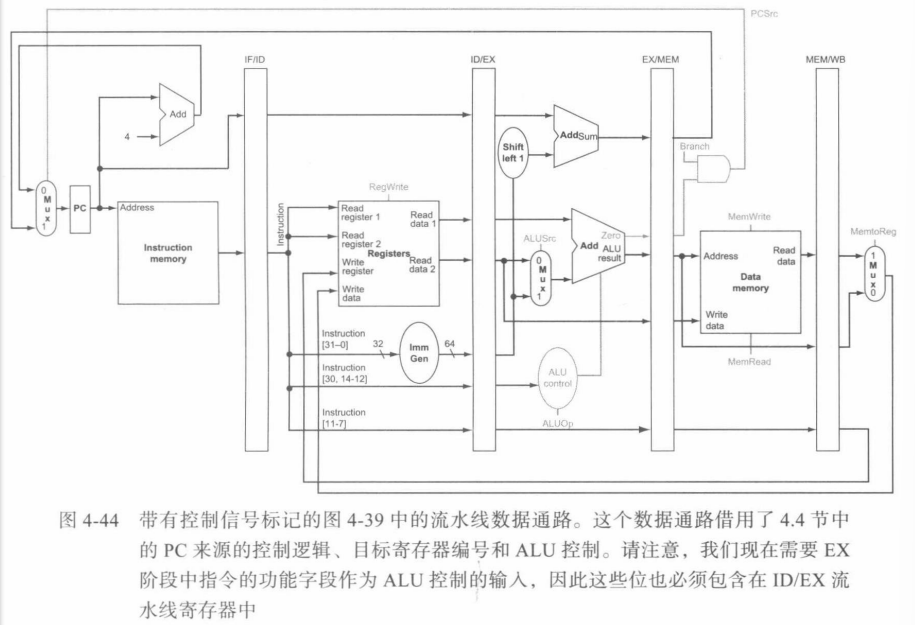 PCSrc
IF/ID
ID/EX
EX/MEM
MEM/WB
Add
4
0
M
u
x
1
PC
Address
Instruction
memory
Instruction
RegWrite
Read
register 1
Read
data 1
Read
register 2
Registers
Write
register
Read
data 2
Write
data
Instruction
[31–0]
32
Imm
Gen
64
Instruction
[30, 14-12]
Instruction
[11-7]
Shift
left 1
Add
Sum
ALUSrc
0
M
u
x
1
Zero
Add
ALU
result
ALU
control
ALUOp
Branch
MemWrite
Address
Read
data
Data
memory
Write
data
MemRead
MemtoReg
1
M
u
x
0
图 4-44 带有控制信号标记的图 4-39 中的流水线数据通路。这个数据通路借用了 4.4 节中
的 PC 来源的控制逻辑、目标寄存器编号和 ALU 控制。请注意，我们现在需要 EX
阶段中指令的功能字段作为 ALU 控制的输入，因此这些位也必须包含在 ID/EX 流
水线寄存器中